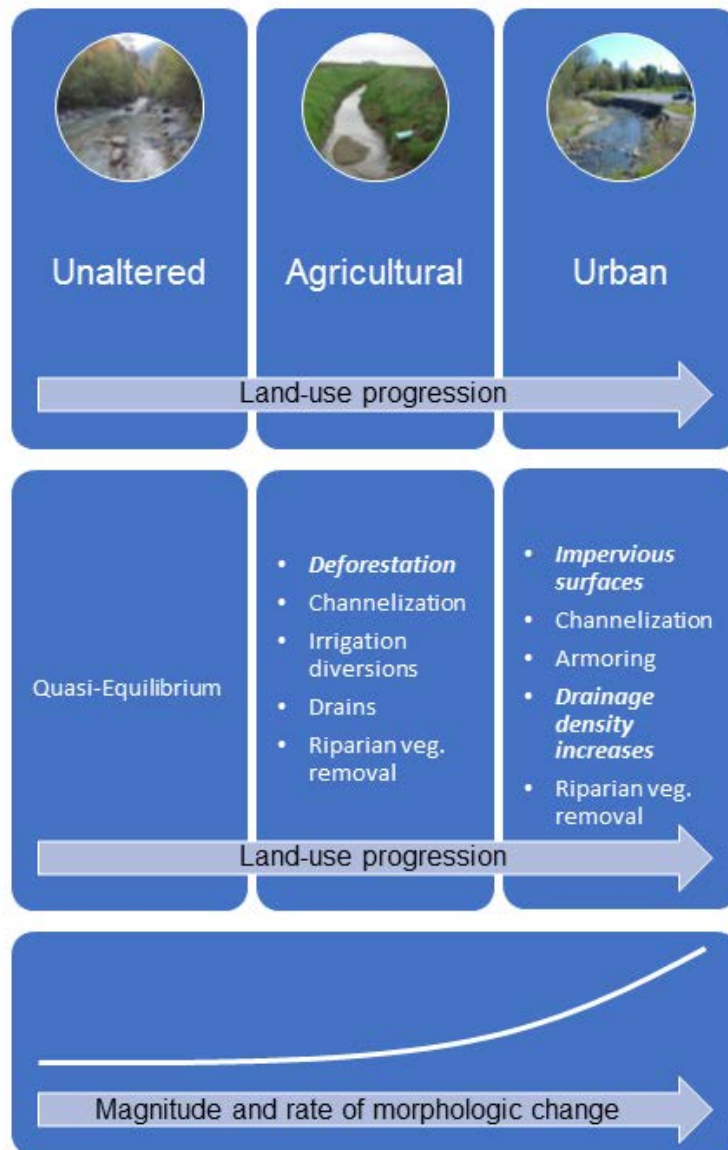 Unaltered
Agricultural
Urban
Land-use progression
Quasi-Equilibrium
• Deforestation
• Channelization
• Irrigation
diversions
• Drains
• Riparian veg.
removal
• Impervious
surfaces
• Channelization
• Armoring
• Drainage
density
increases
• Riparian veg.
removal
Land-use progression
Magnitude and rate of morphologic change